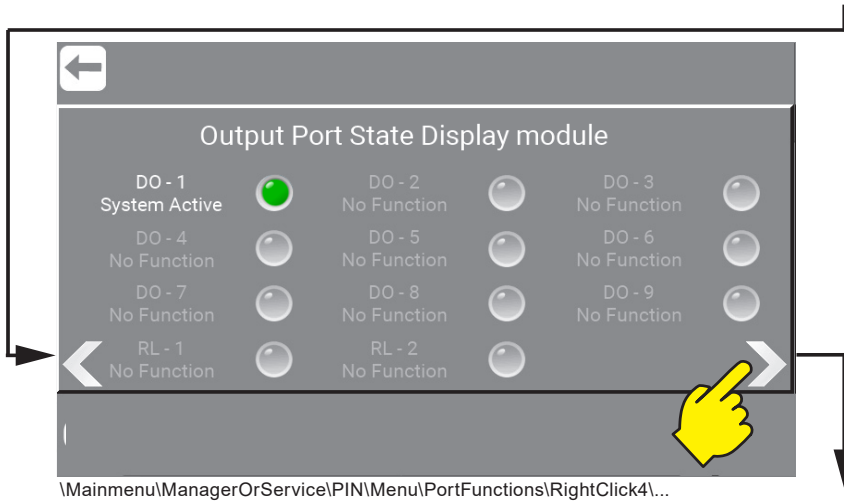 Output Port State Display module
DO - 1 DO - 2 DO - 3
System Active No Function No Function
DO - 4 DO - 5 DO - 6
No Function No Function No Function
DO - 7 DO - 8 DO - 9
No Function No Function No Function
RL - 1 RL - 2
No Function No Function
\Mainmenu\ManagerOrService\PIN\Menu\PortFunctions\RightClick4\...